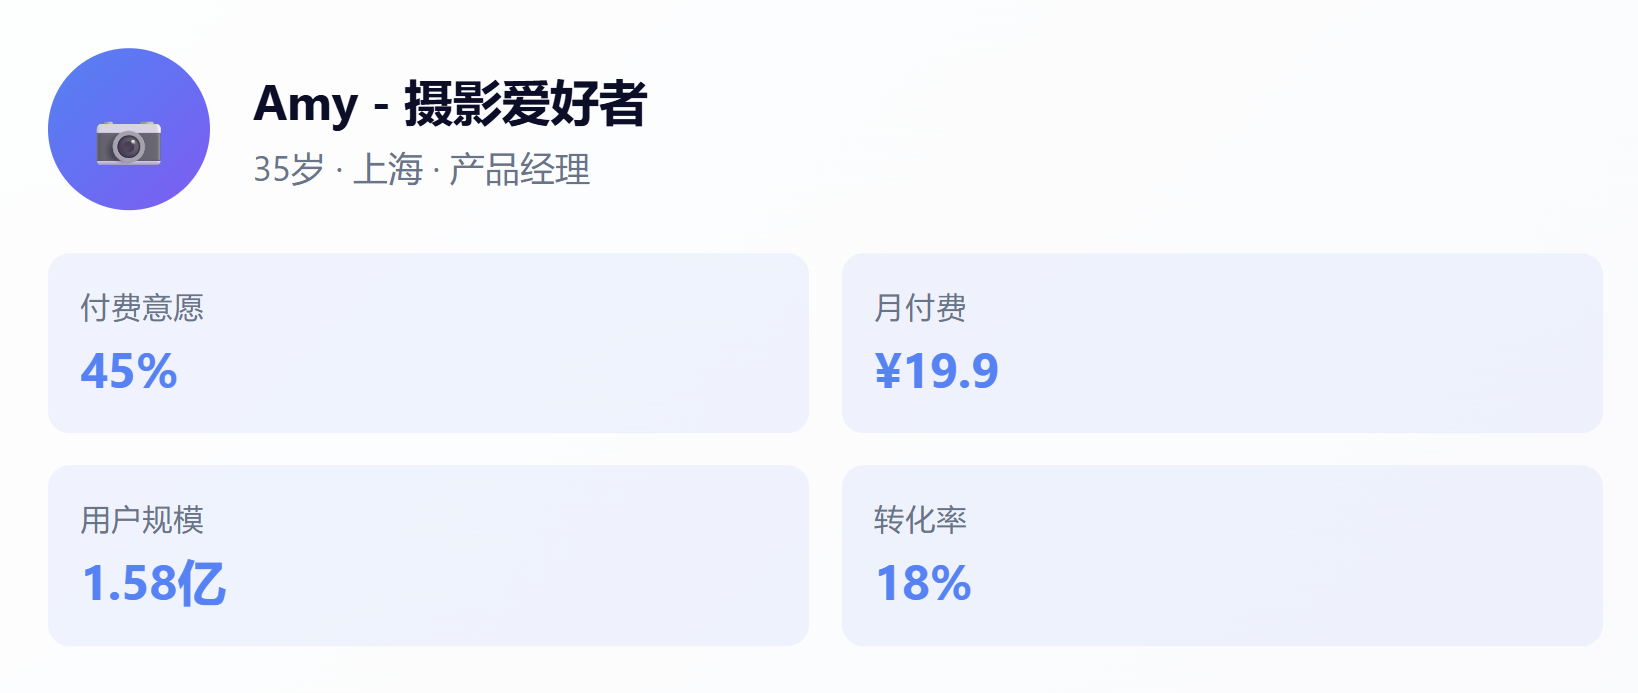 Amy - 摄影爱好者
35岁 · 上海 · 产品经理
付费意愿
45%
月付费
¥19.9
用户规模
1.58亿
转化率
18%